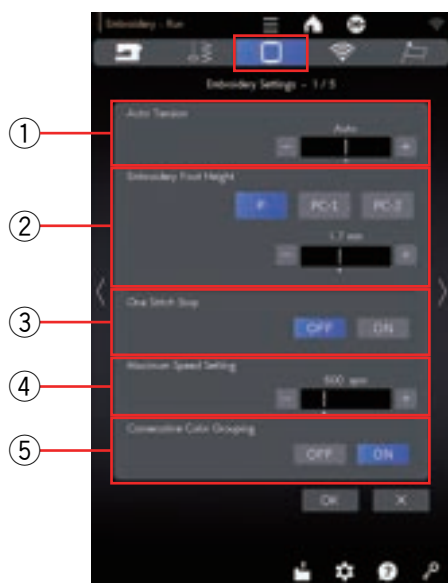 Embroidery - Run
Embroidery Settings - 1 / 5
① Auto Tension
Auto
− +
② Embroidery Foot Height
P PC-1 PC-2
1.7 mm
− +
③ One Stitch Stop
OFF ON
④ Maximum Speed Setting
600 spm
− +
⑤ Consecutive Color Grouping
OFF ON
OK X